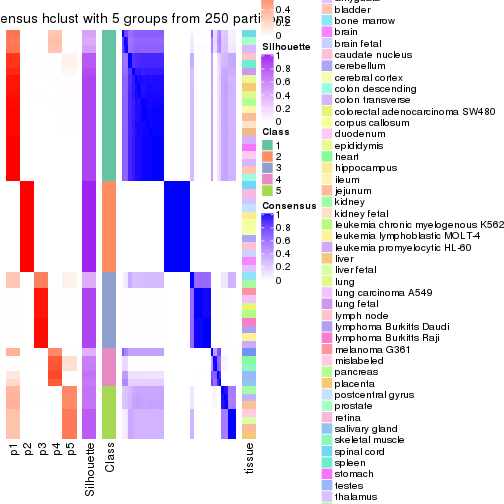 ensus hclust with 5 groups from 250 partitions
0.4
0.2
0
Silhouette
1
0.8
0.6
0.4
0.2
0
Class
1
2
3
4
5
Consensus
1
0.8
0.6
0.4
0.2
0
bladder
bone marrow
brain
brain fetal
caudate nucleus
cerebellum
cerebral cortex
colon descending
colon transverse
colorectal adenocarcinoma SW480
corpus callosum
duodenum
epididymis
heart
hippocampus
ileum
jejunum
kidney
kidney fetal
leukemia chronic myelogenous K562
leukemia lymphoblastic MOLT-4
leukemia promyelocytic HL-60
liver
liver fetal
lung
lung carcinoma A549
lung fetal
lymph node
lymphoma Burkitts Daudi
lymphoma Burkitts Raji
melanoma G361
mislabeled
pancreas
placenta
postcentral gyrus
prostate
retina
salivary gland
skeletal muscle
spinal cord
spleen
stomach
testes
thalamus
p1
p2
p3
p4
p5
Silhouette
Class
tissue